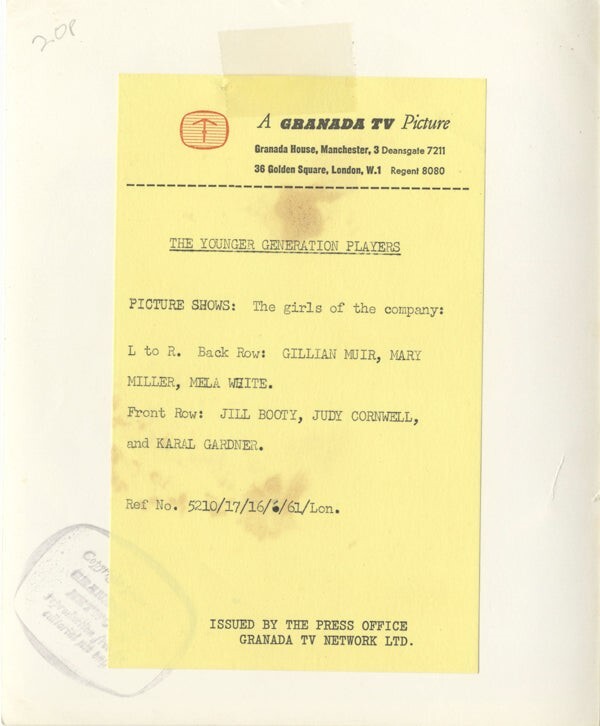 20P
A GRANADA TV Picture
Granada House, Manchester, 3 Deansgate 7211
36 Golden Square, London, W.1 Regent 8080
THE YOUNGER GENERATION PLAYERS
PICTURE SHOWS: The girls of the company:
L to R. Back Row: GILLIAN MUIR, MARY
MILLER, MELA WHITE.
Front Row: JILL BOOTY, JUDY CORNWELL,
and KARAL GARDNER.
Ref No. 5210/17/16/6/61/Lon.
ISSUED BY THE PRESS OFFICE
GRANADA TV NETWORK LTD.